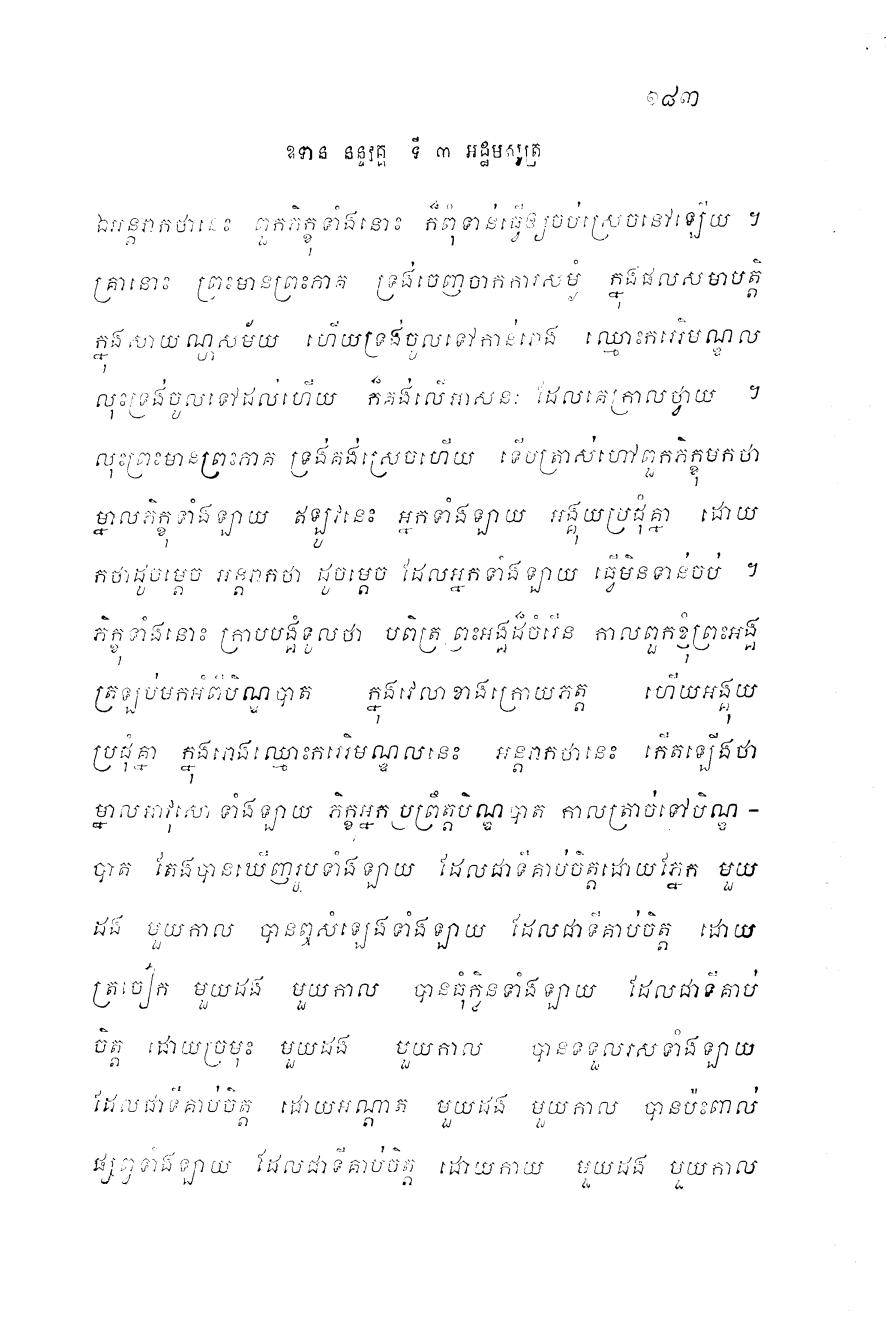 ១៨៣
ឧទាន នន្ទវគ្គ ទី ៣ អដ្ឋមសូត្រ
ឯអន្តរាកថានេះ ពួកភិក្ខុទាំងនោះ ក៏ពុំទាន់ធ្វើឲ្យចប់ស្រេចនៅឡើយ ។
គ្រានោះ ព្រះមានព្រះភាគ ទ្រង់ចេញចាកការសម្ងំ ក្នុងផលសមាបត្តិ
ក្នុងសាយណ្ហសម័យ ហើយទ្រង់ចូលទៅកាន់រោង ឈ្មោះករេរិមណ្ឌល
លុះទ្រង់ចូលទៅដល់ហើយ ក៏គង់លើអាសនៈ ដែលគេក្រាលថ្វាយ ។
លុះព្រះមានព្រះភាគ ទ្រង់គង់ស្រេចហើយ ទើបត្រាស់ហៅពួកភិក្ខុមកថា
ម្នាលភិក្ខុទាំងឡាយ ឥឡូវនេះ អ្នកទាំងឡាយ អង្គុយប្រជុំគ្នា ដោយ
កថាដូចម្តេច អន្តរាកថា ដូចម្តេច ដែលអ្នកទាំងឡាយ ធ្វើមិនទាន់ចប់ ។
ភិក្ខុទាំងនោះ ក្រាបបង្គំទូលថា បពិត្រព្រះអង្គដ៏ចំរើន កាលពួកខ្ញុំព្រះអង្គ
ត្រឡប់មកអំពីបិណ្ឌបាត ក្នុងវេលាខាងក្រោយភត្ត ហើយអង្គុយ
ប្រជុំគ្នា ក្នុងរោងឈ្មោះករេរិមណ្ឌលនេះ អន្តរាកថានេះ កើតឡើងថា
ម្នាលអាវុសោ ទាំងឡាយ ភិក្ខុអ្នកប្រព្រឹត្តបិណ្ឌបាត កាលត្រាច់ទៅបិណ្ឌ –
បាត តែងបានឃើញរូបទាំងឡាយ ដែលជាទីគាប់ចិត្តដោយភ្នែក មួយ
ដង មួយកាល បានឮសំឡេងទាំងឡាយ ដែលជាទីគាប់ចិត្ត ដោយ
ត្រចៀក មួយដង មួយកាល បានធុំក្លិនទាំងឡាយ ដែលជាទីគាប់
ចិត្ត ដោយច្រមុះ មួយដង មួយកាល បានទទួលរសទាំងឡាយ
ដែលជាទីគាប់ចិត្ត ដោយអណ្តាត មួយដង មួយកាល បានប៉ះពាល់
ផ្សព្វទាំងឡាយ ដែលជាទីគាប់ចិត្ត ដោយកាយ មួយដង មួយកាល